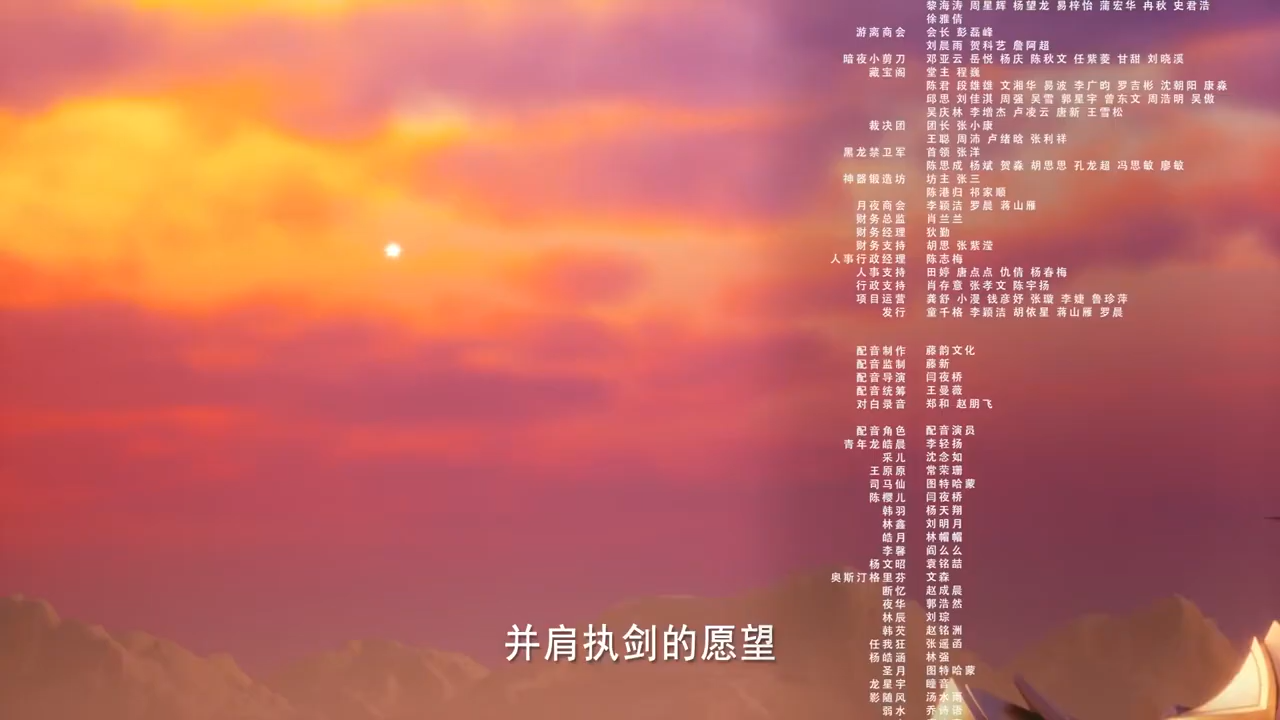 黎海涛 周星辉 杨望龙 易梓怡 蒲宏华 冉秋 史君浩
徐雅倩
游离商会 会长 彭磊峰
刘晨雨 贺科艺 詹阿超
暗夜小剪刀 邓亚云 岳悦 杨庆 陈秋文 任紫菱 甘甜 刘晓溪
藏宝阁 堂主 程巍
陈君 段雄雄 文湘华 易波 李广昀 罗吉彬 沈朝阳 康淼
邱思 刘佳淇 周强 吴雪 郭星宇 曾东文 周浩明 吴傲
吴庆林 李增杰 卢凌云 唐新 王雪松
裁决团 团长 张小康
王聪 周沛 卢绪晗 张利祥
黑龙禁卫军 首领 张洋
陈思成 杨斌 贺淼 胡思思 孔龙超 冯思敏 廖敏
神器锻造坊 坊主 张三
陈港归 祁家顺
月夜商会 李颖洁 罗晨 蒋山雁
财务总监 肖兰兰
财务经理 狄勤
财务支持 胡思 张紫滢
人事行政经理 陈志梅
人事支持 田婷 唐点点 仇倩 杨春梅
行政支持 肖存意 张孝文 陈宇扬
项目运营 龚舒 小漫 钱彦妤 张璇 李婕 鲁珍萍
发行 童千格 李颖洁 胡依星 蒋山雁 罗晨
配音制作 藤韵文化
配音监制 藤新
配音导演 闫夜桥
配音统筹 王曼薇
对白录音 郑和 赵朋飞
配音角色 配音演员
青年龙皓晨 李轻扬
采儿 沈念如
王原原 常荣珊
司马仙 图特哈蒙
陈樱儿 闫夜桥
韩羽 杨天翔
林鑫 刘明月
皓月 林帽帽
李馨 阎么么
杨文昭 袁铭喆
奥斯汀格里芬 文森
断忆 赵成晨
夜华 郭浩然
林辰 刘琮
韩芡 赵铭洲
任我狂 张遥函
杨皓涵 林强
圣月 图特哈蒙
龙星宇 瞳音
影随风 汤水雨
弱水 乔诗语
并肩执剑的愿望